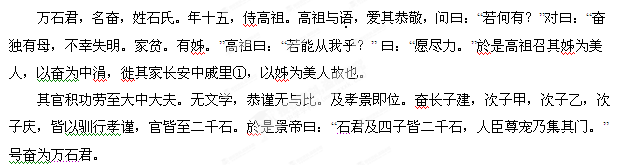 万石君，名奋，姓石氏。年十五，侍高祖。高祖与语，爱其恭敬，问曰：“若何有？”对曰：“奋
独有母，不幸失明。家贫。有姊。”高祖曰：“若能从我乎？”曰：“愿尽力。”於是高祖召其姊为美
人，以奋为中涓，徙其家长安中戚里①，以姊为美人故也。
其官积功劳至大中大夫。无文学，恭谨无与比。及孝景即位。奋长子建，次子甲，次子乙，次
子庆，皆以驯行孝谨，官皆至二千石。於是景帝曰：“石君及四子皆二千石，人臣尊宠乃集其门。”
号奋为万石君。